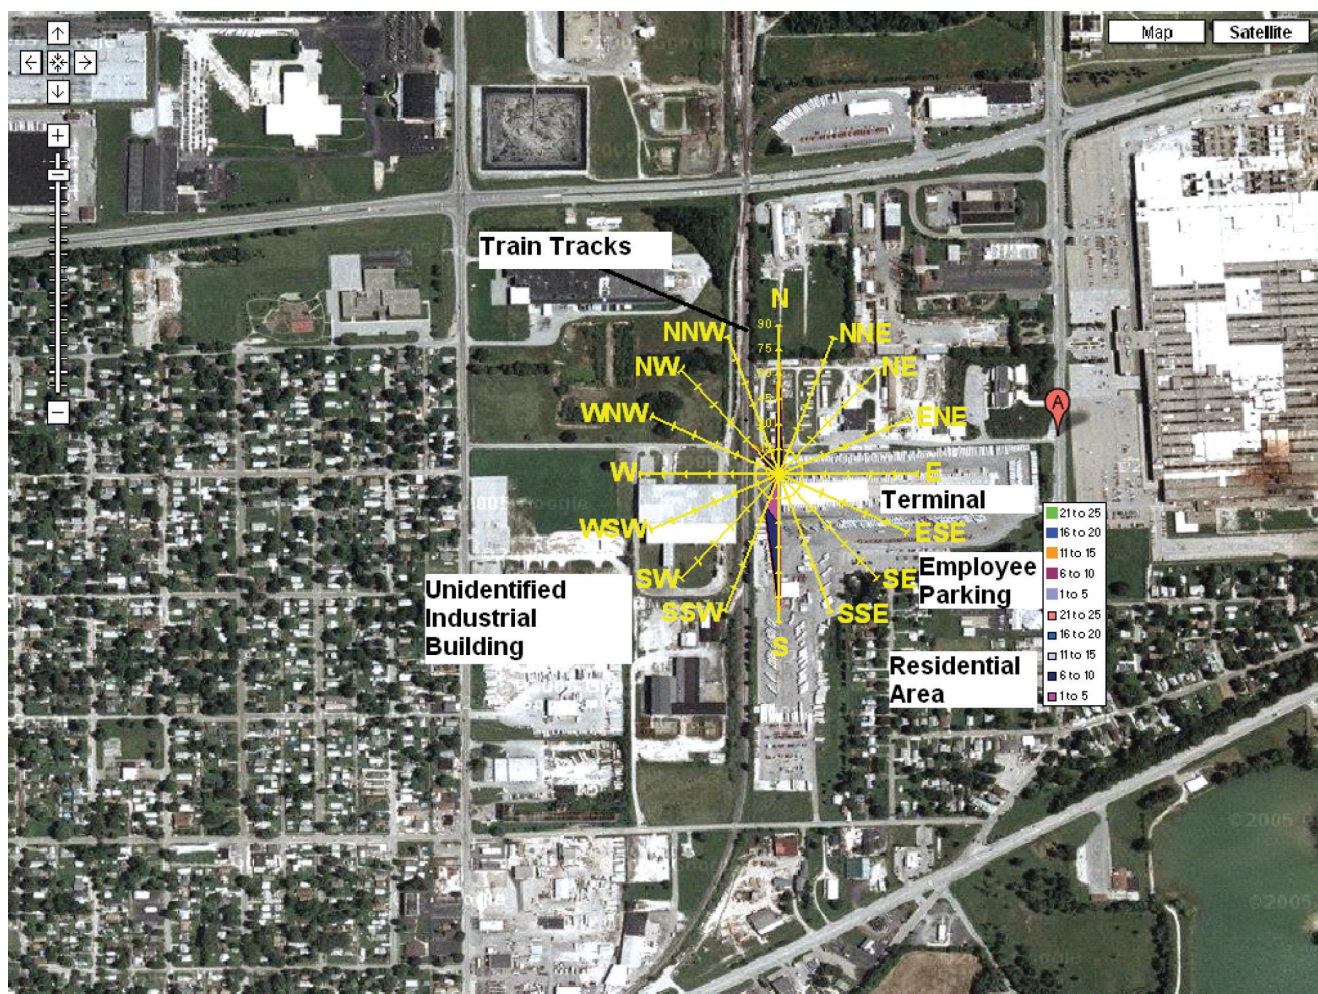 Map
Satellite
Train Tracks
N
90
75
NNW
NNE
NW
NE
WNW
ENE
W
E
Terminal
WSW
ESE
SW
SE
SSW
SSE
S
Employee
Parking
Unidentified
Industrial
Building
Residential
Area
A
21 to 25
16 to 20
11 to 15
6 to 10
1 to 5
21 to 25
16 to 20
11 to 15
6 to 10
1 to 5